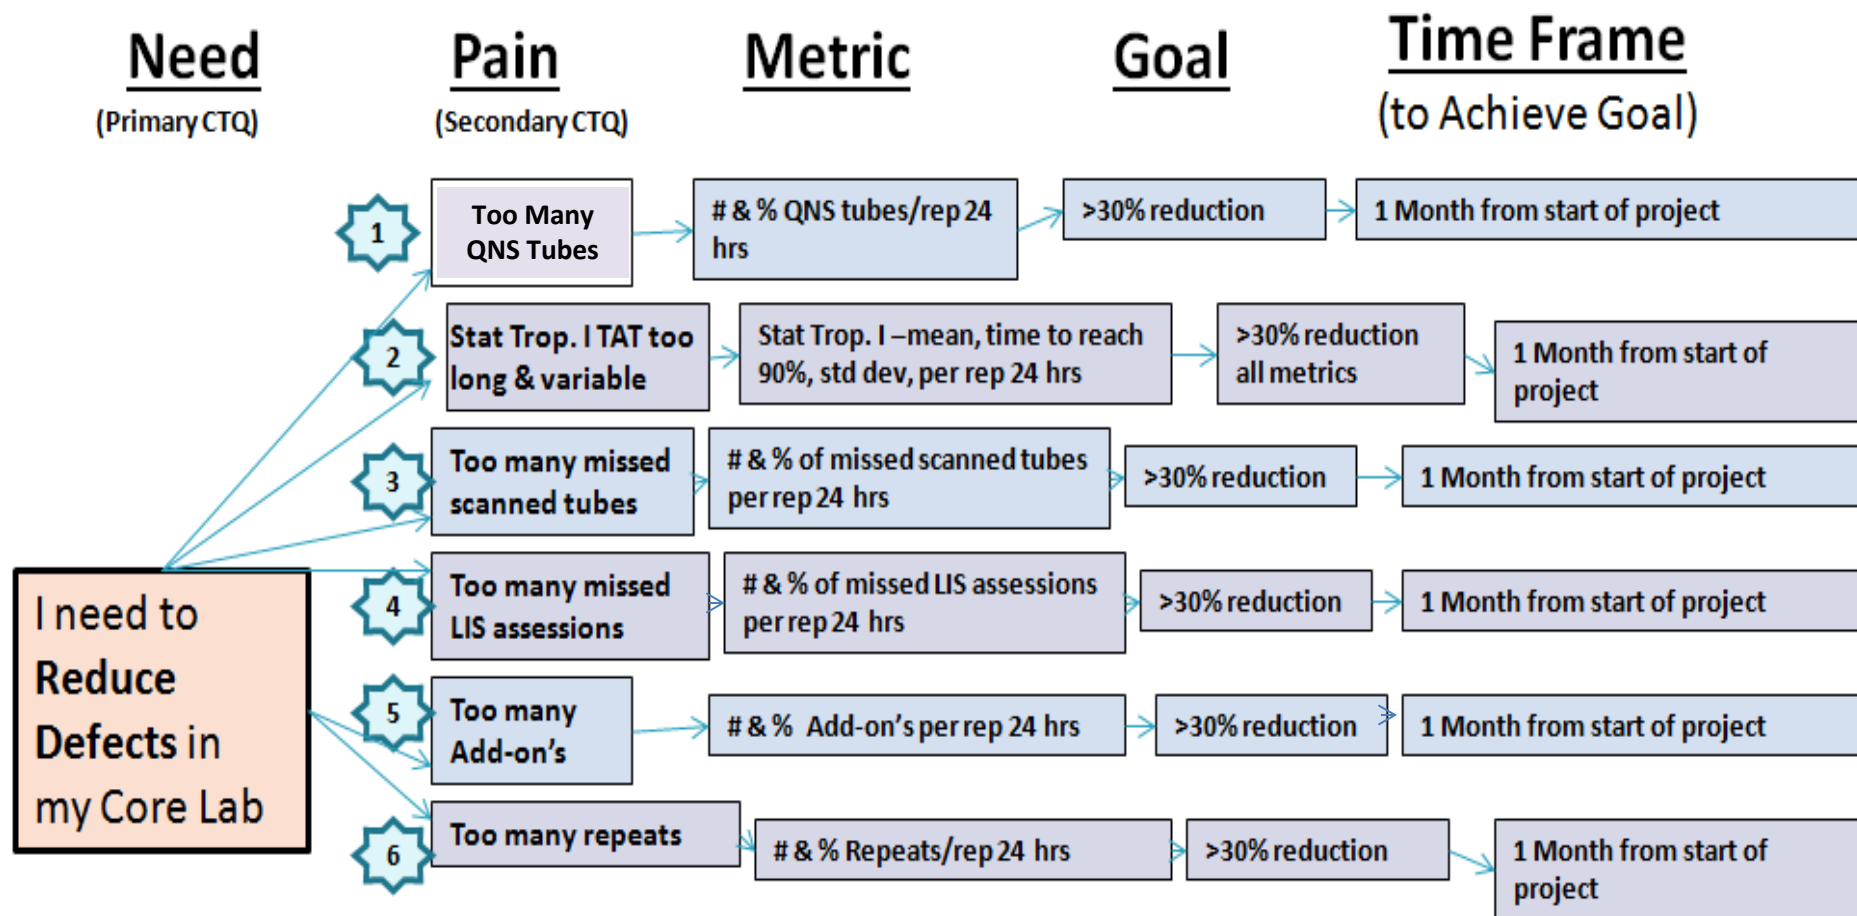 Need
(Primary CTQ)
Pain
(Secondary CTQ)
Metric
Goal
Time Frame
(to Achieve Goal)
I need to
Reduce
Defects in
my Core Lab
1
Too Many
QNS Tubes
# & % QNS tubes/rep 24
hrs
>30% reduction
1 Month from start of project
2
Stat Trop. I TAT too
long & variable
Stat Trop. I –mean, time to reach
90%, std dev, per rep 24 hrs
>30% reduction
all metrics
1 Month from start of
project
3
Too many missed
scanned tubes
# & % of missed scanned tubes
per rep 24 hrs
>30% reduction
1 Month from start of project
4
Too many missed
LIS assessions
# & % of missed LIS assessions
per rep 24 hrs
>30% reduction
1 Month from start of project
5
Too many
Add-on’s
# & % Add-on’s per rep 24 hrs
>30% reduction
1 Month from start of project
6
Too many repeats
# & % Repeats/rep 24 hrs
>30% reduction
1 Month from start of
project